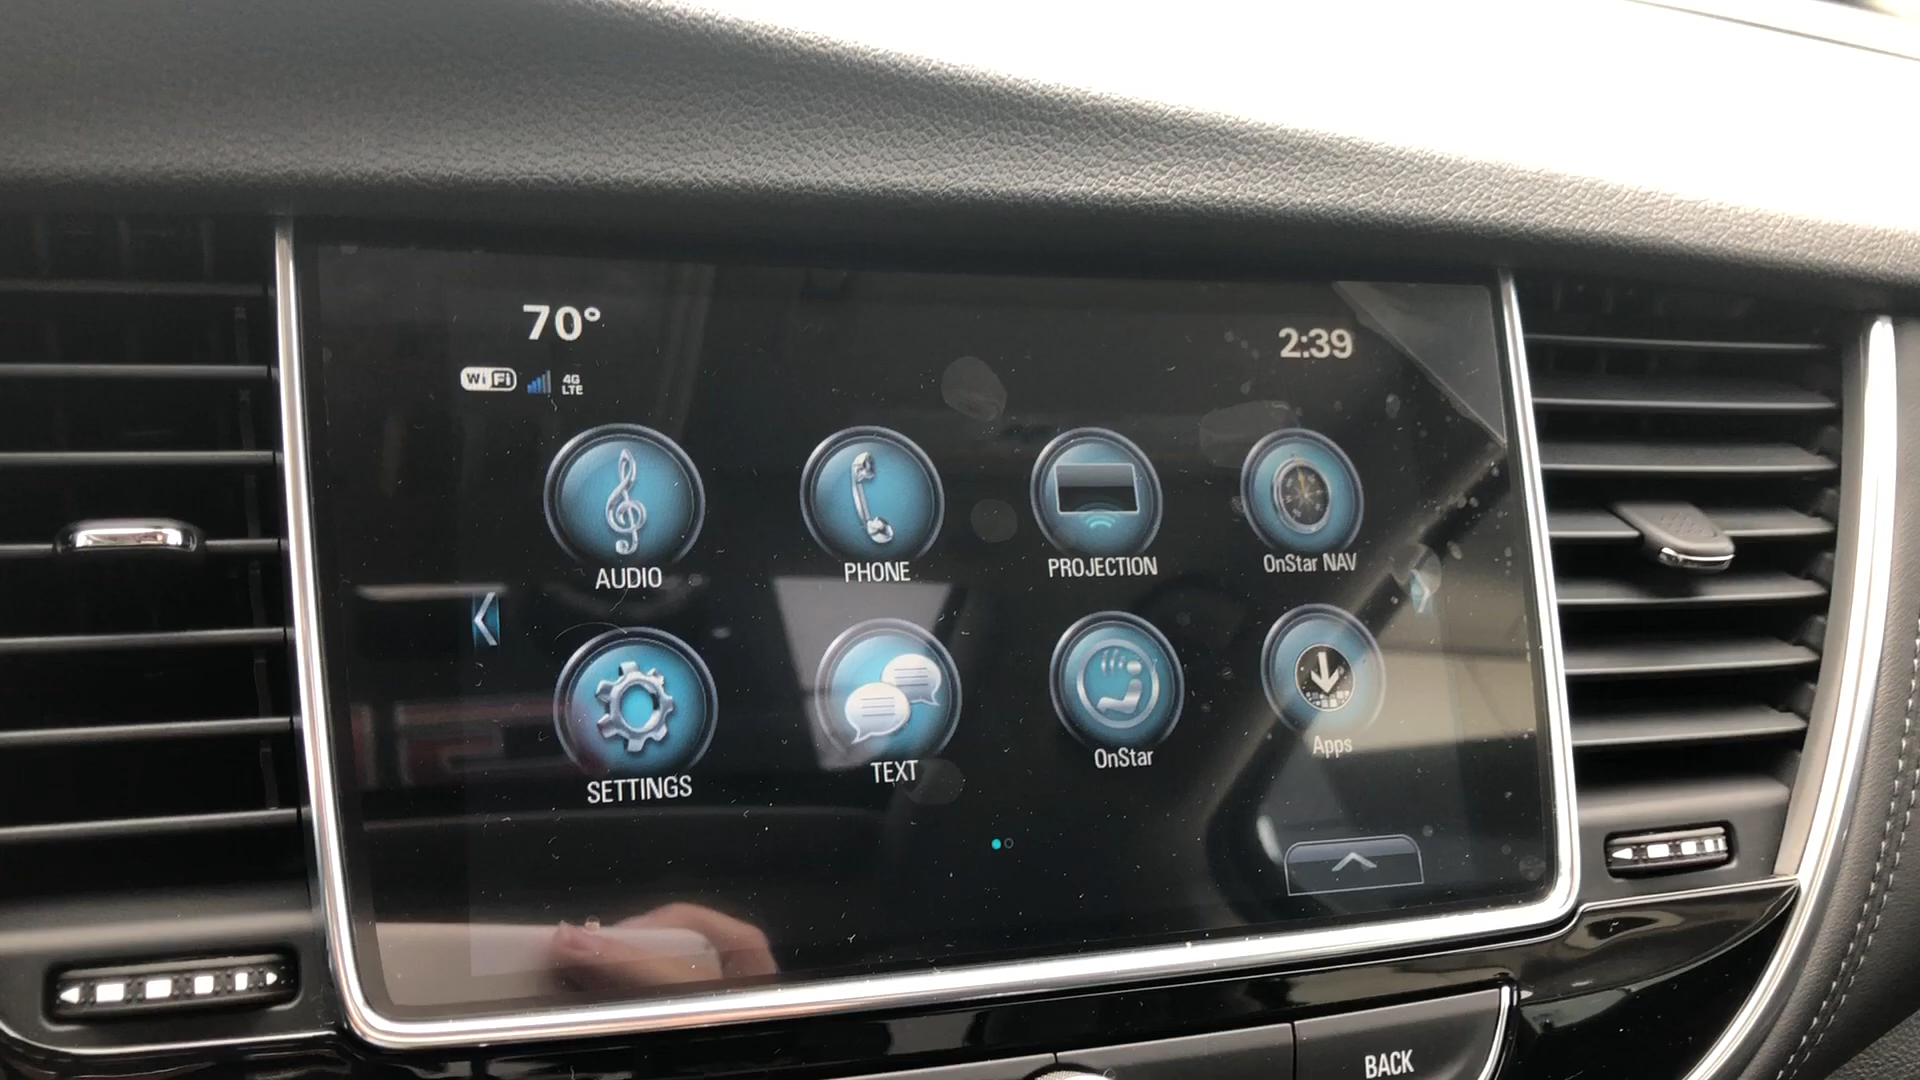 70°
2:39
WiFi 4G LTE
AUDIO
PHONE
PROJECTION
OnStar NAV
SETTINGS
TEXT
OnStar
Apps
BACK